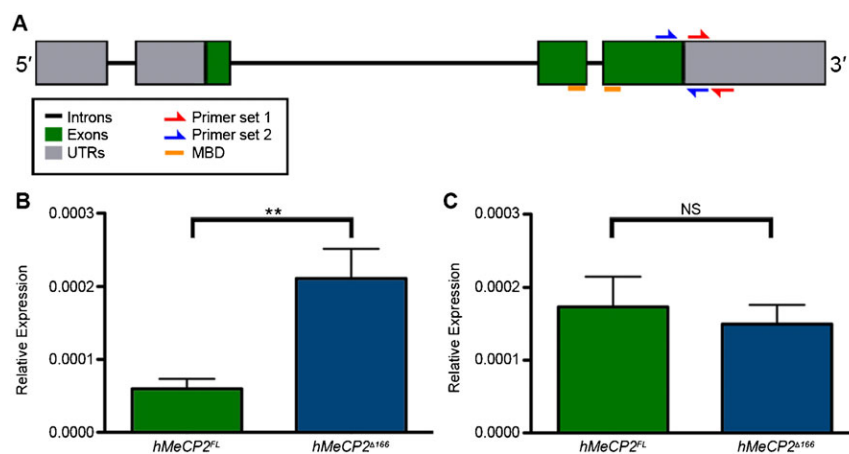 A
5′ 3′
Introns Primer set 1
Exons Primer set 2
UTRs MBD
B
Relative Expression
0.0003
0.0002
0.0001
0.0000
**
hMeCP2FL hMeCP2Δ166
C
Relative Expression
0.0003
0.0002
0.0001
0.0000
NS
hMeCP2FL hMeCP2Δ166